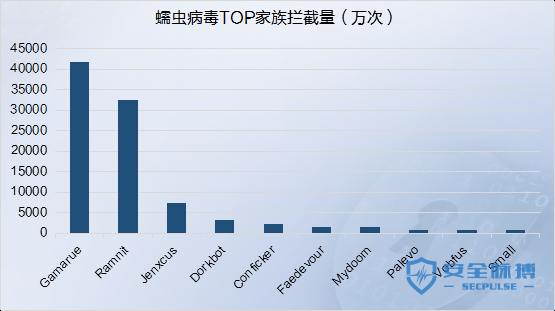 蠕虫病毒TOP家族拦截量（万次）
45000
40000
35000
30000
25000
20000
15000
10000
5000
0
Gamarue
Ramnit
Jenxcus
Dorkbot
Conficker
Faedevour
Mydoom
Palevo
Vobfus
Small
安全脉搏
SECPULSE